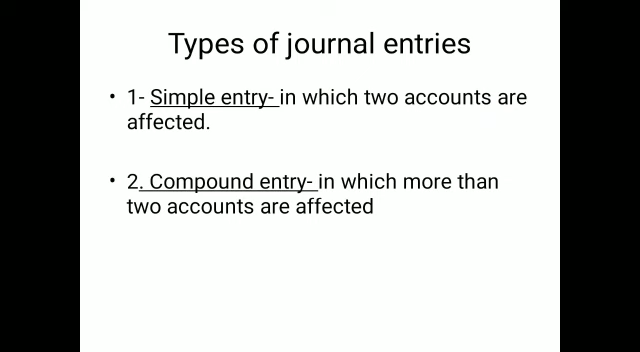 Types of journal entries
• 1- Simple entry- in which two accounts are
affected.
• 2. Compound entry- in which more than
two accounts are affected